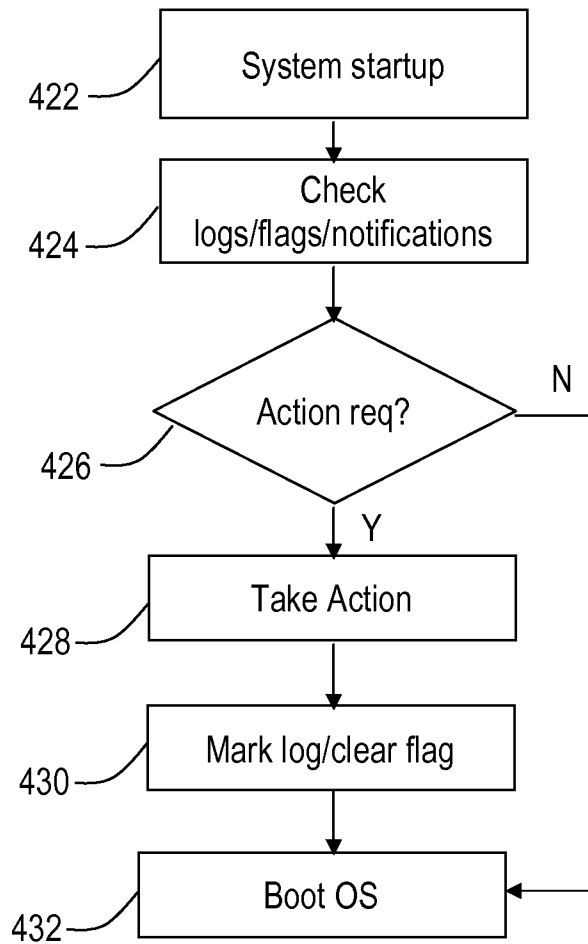 System startup
422
Check
logs/flags/notifications
424
Action req?
N
426
Y
Take Action
428
Mark log/clear flag
430
Boot OS
432